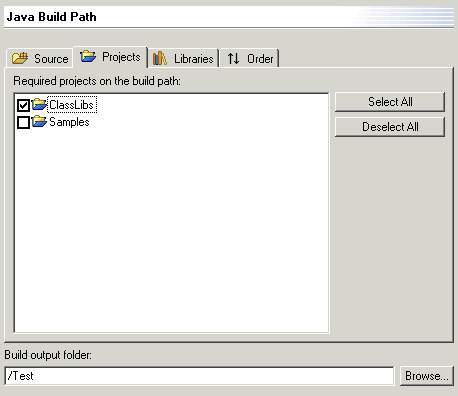 Java Build Path
Source Projects Libraries Order
Required projects on the build path:
ClassLibs Select All
Samples Deselect All
Build output folder:
/Test Browse...